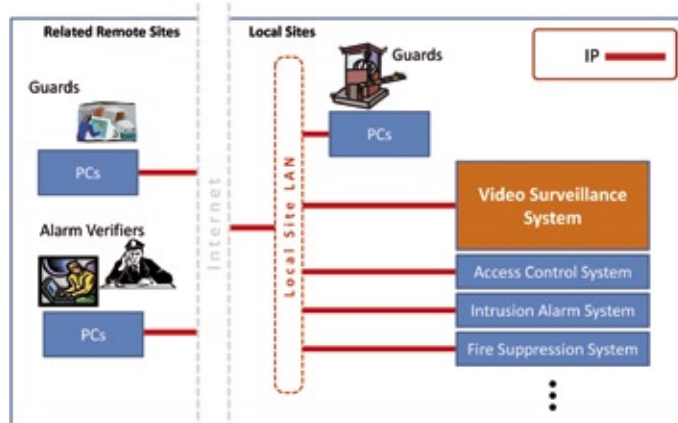 Related Remote Sites
Local Sites
IP
Guards
Guards
PCs
PCs
Internet
Local Site LAN
Video Surveillance
System
Alarm Verifiers
Access Control System
Intrusion Alarm System
PCs
Fire Suppression System